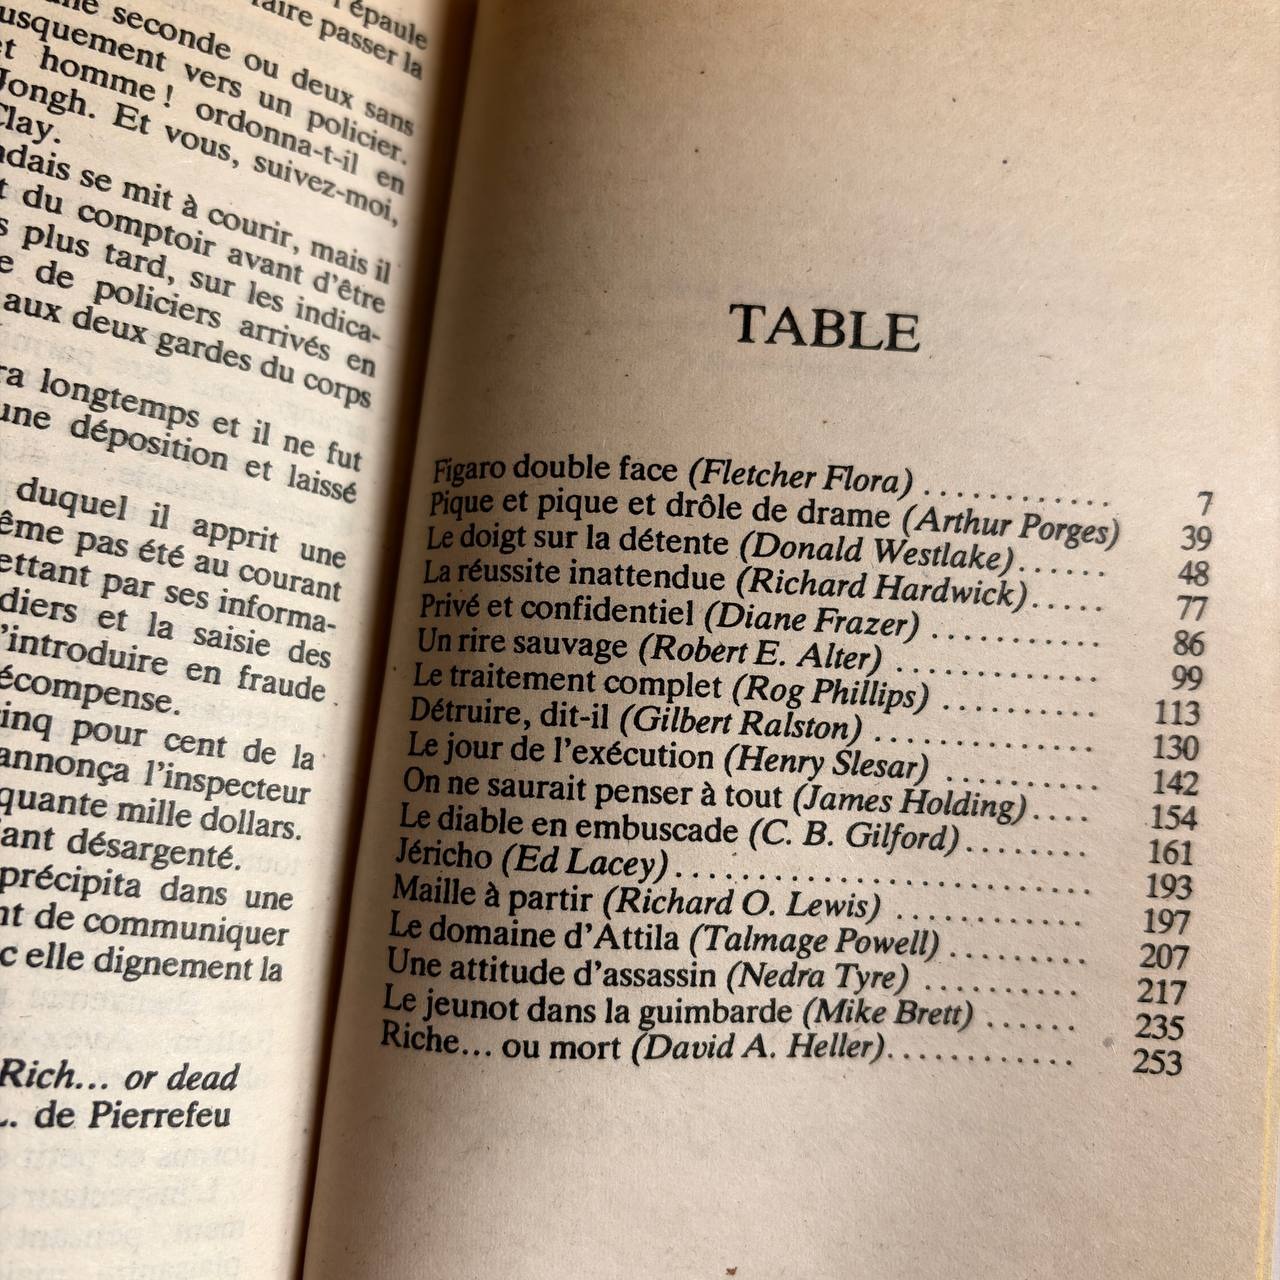 épaule
faire passer la
seconde ou deux sans
usquement vers un policier.
et homme ! ordonna-t-il en
Jongh. Et vous, suivez-moi,
Clay.
ndais se mit à courir, mais il
t du comptoir avant d'être
s plus tard, sur les indica-
e de policiers arrivés en
aux deux gardes du corps
ra longtemps et il ne fut
une déposition et laissé
duquel il apprit une
ême pas été au courant
ettant par ses informa-
diers et la saisie des
'introduire en fraude
écompense.
inq pour cent de la
annonça l'inspecteur
quante mille dollars.
ant désargenté.
précipita dans une
nt de communiquer
c elle dignement la
Rich... or dead
L. de Pierrefeu
TABLE
Figaro double face (Fletcher Flora) ............ 7
Pique et pique et drôle de drame (Arthur Porges) 39
Le doigt sur la détente (Donald Westlake)...... 48
La réussite inattendue (Richard Hardwick)..... 77
Privé et confidentiel (Diane Frazer) ........... 86
Un rire sauvage (Robert E. Alter) ............. 99
Le traitement complet (Rog Phillips) .......... 113
Détruire, dit-il (Gilbert Ralston) .............. 130
Le jour de l'exécution (Henry Slesar) .......... 142
On ne saurait penser à tout (James Holding).... 154
Le diable en embuscade (C. B. Gilford)........ 161
Jéricho (Ed Lacey)........................... 193
Maille à partir (Richard O. Lewis) ............ 197
Le domaine d'Attila (Talmage Powell)......... 207
Une attitude d'assassin (Nedra Tyre) .......... 217
Le jeunot dans la guimbarde (Mike Brett) ...... 235
Riche... ou mort (David A. Heller)............ 253